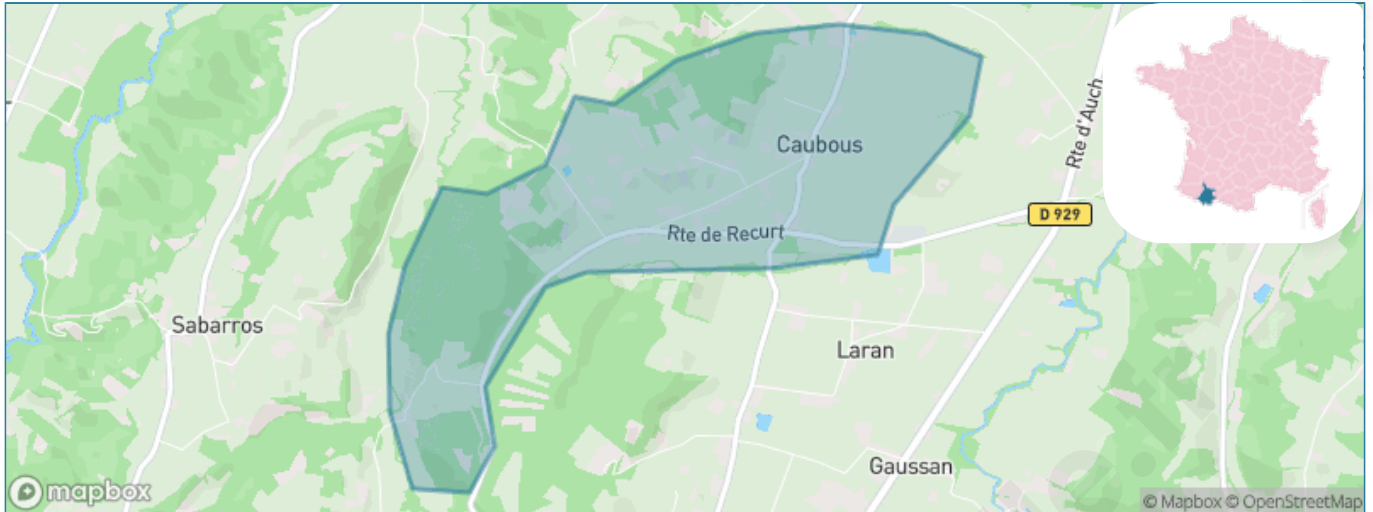 Caubous
Rte d'Auch
D 929
Rte de Recurt
Sabarros
Laran
Gaussan
mapbox
© Mapbox © OpenStreetMap